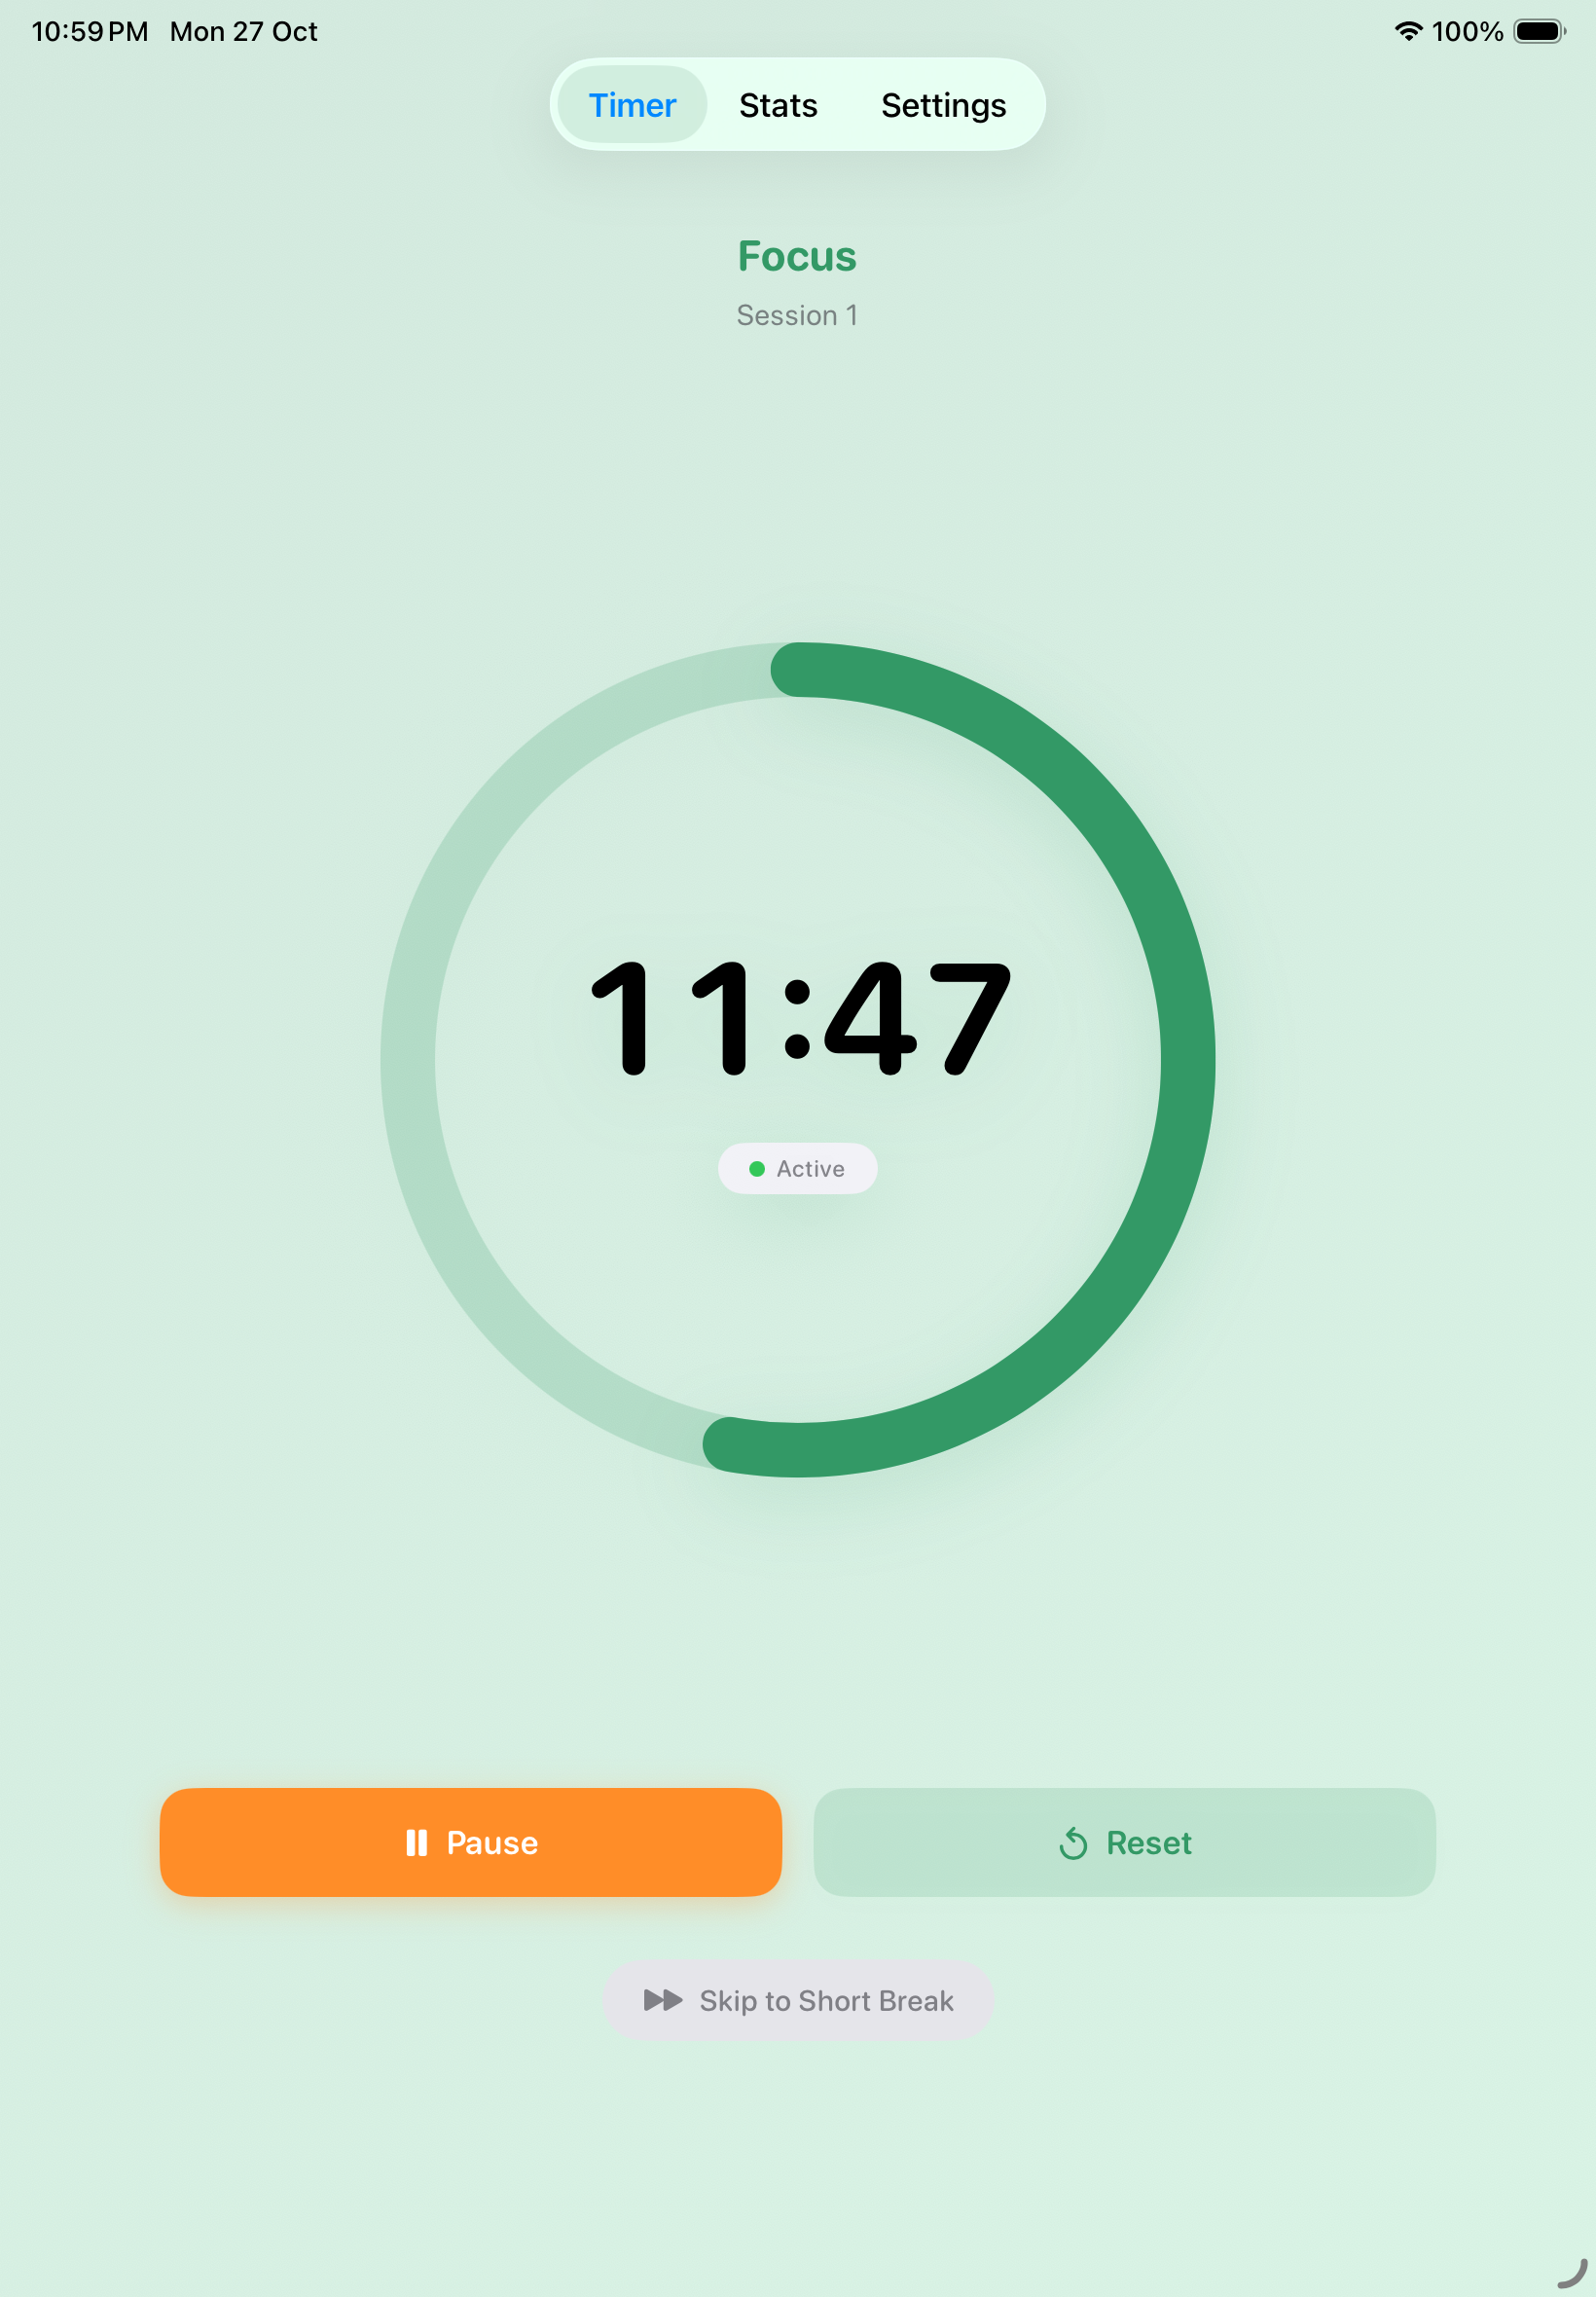 10:59 PM Mon 27 Oct 100%
Timer Stats Settings
Focus
Session 1
11:47
Active
Pause Reset
Skip to Short Break